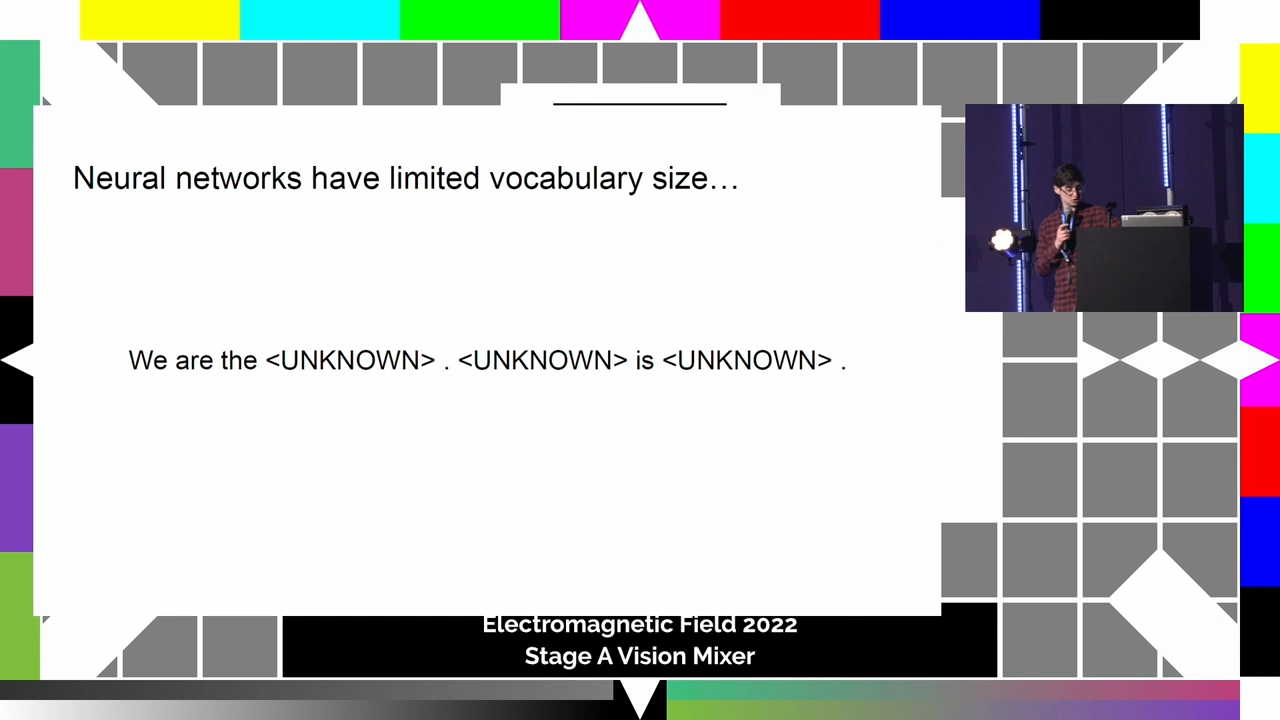 Neural networks have limited vocabulary size…
We are the <UNKNOWN> . <UNKNOWN> is <UNKNOWN> .
Electromagnetic Field 2022
Stage A Vision Mixer